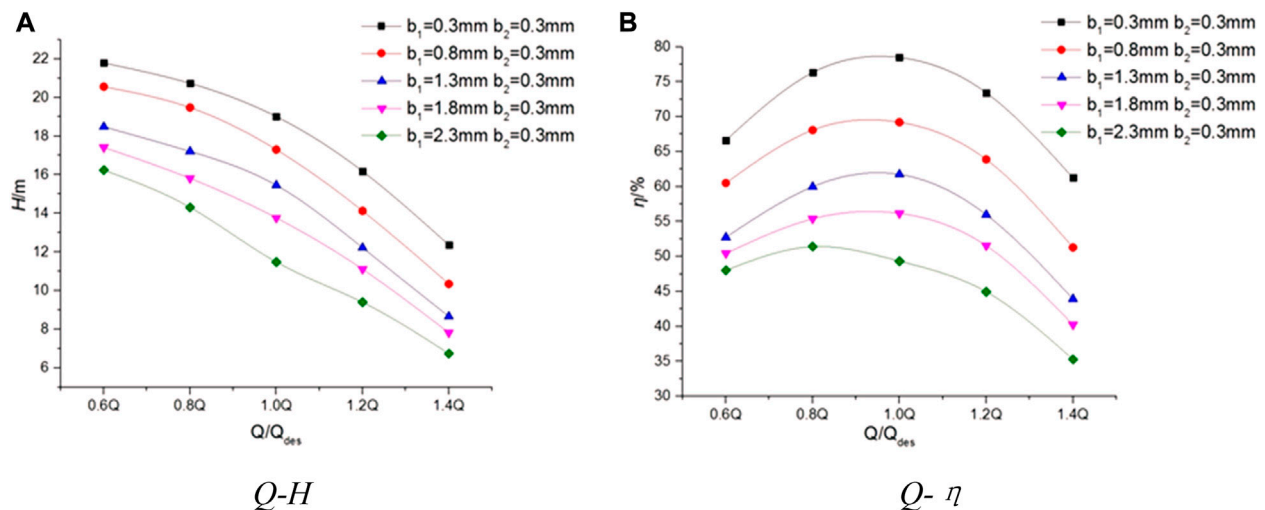 A
b₁=0.3mm b₂=0.3mm
b₁=0.8mm b₂=0.3mm
b₁=1.3mm b₂=0.3mm
b₁=1.8mm b₂=0.3mm
b₁=2.3mm b₂=0.3mm
H/m
22
20
18
16
14
12
10
8
6
0.6Q 0.8Q 1.0Q 1.2Q 1.4Q
Q/Q_des
Q-H
B
b₁=0.3mm b₂=0.3mm
b₁=0.8mm b₂=0.3mm
b₁=1.3mm b₂=0.3mm
b₁=1.8mm b₂=0.3mm
b₁=2.3mm b₂=0.3mm
η/%
80
75
70
65
60
55
50
45
40
35
30
0.6Q 0.8Q 1.0Q 1.2Q 1.4Q
Q/Q_des
Q- η